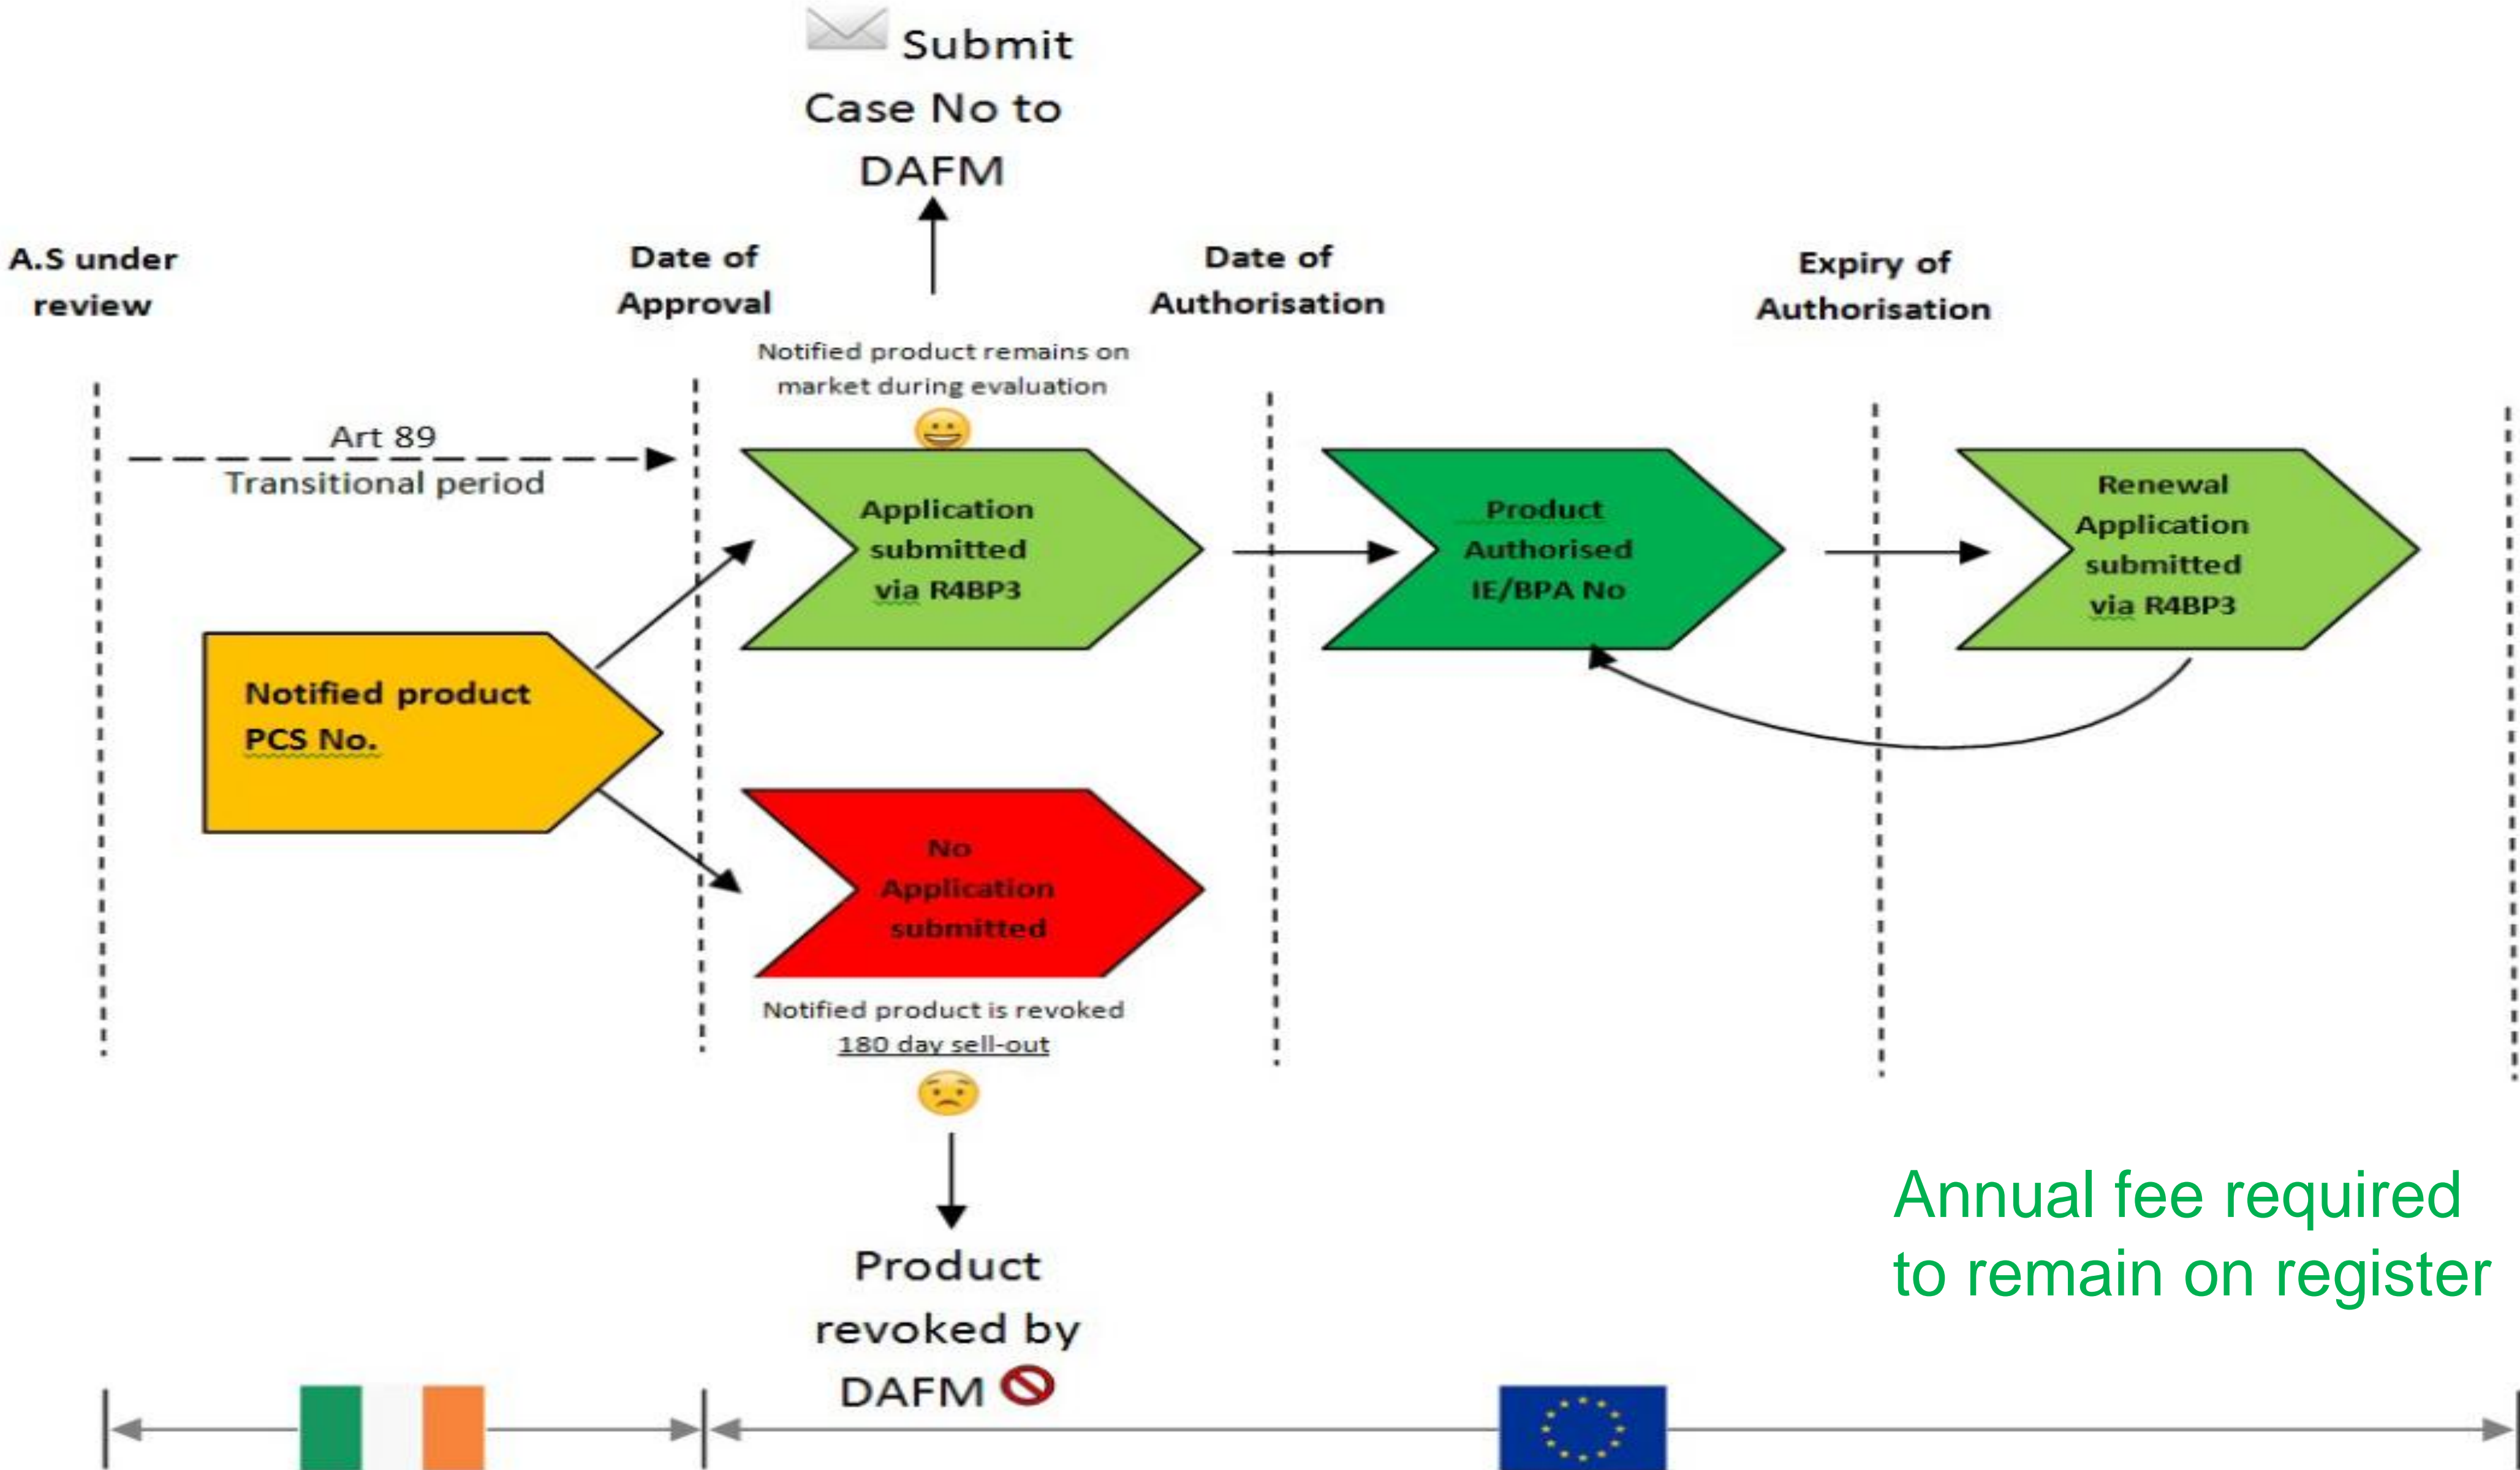 Submit
Case No to
DAFM
A.S under
review
Date of
Approval
Date of
Authorisation
Expiry of
Authorisation
Notified product remains on
market during evaluation
Art 89
Transitional period
Application
submitted
via R4BP3
Product
Authorised
IE/BPA No
Renewal
Application
submitted
via R4BP3
Notified product
PCS No.
No
Application
submitted
Notified product is revoked
180 day sell-out
Product
revoked by
DAFM
Annual fee required
to remain on register